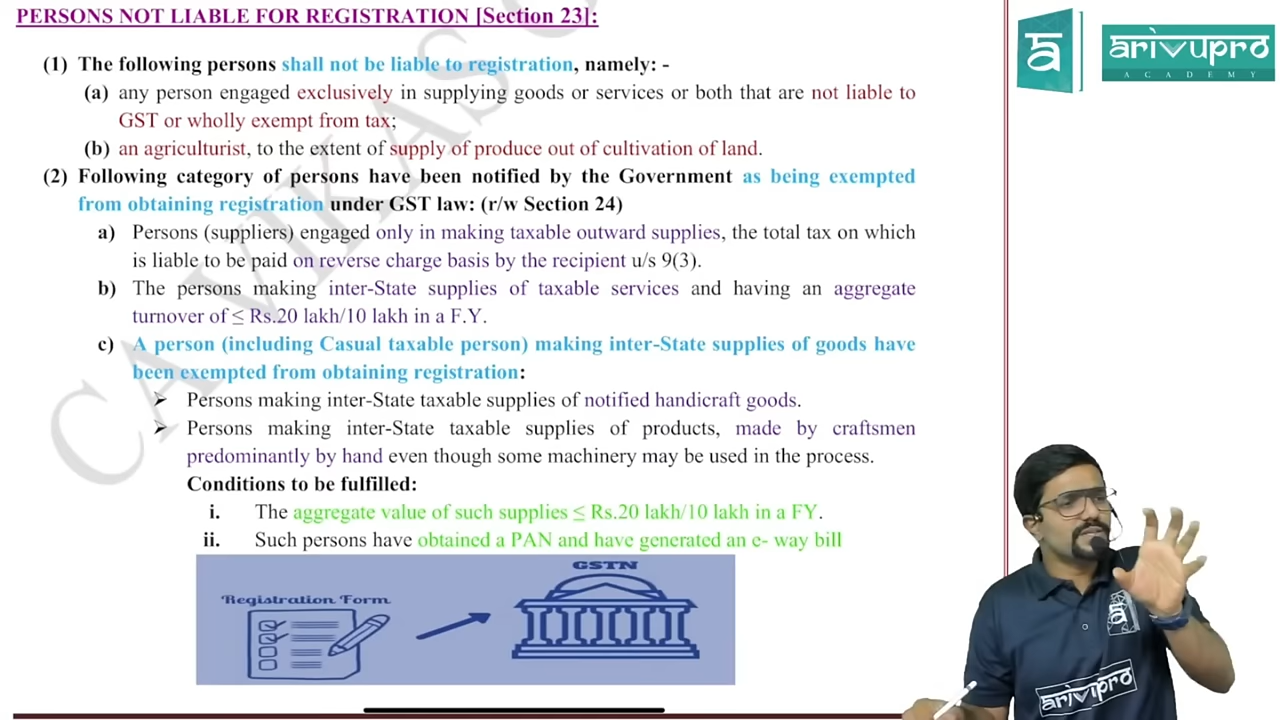 PERSONS NOT LIABLE FOR REGISTRATION [Section 23]:
(1) The following persons shall not be liable to registration, namely: -
(a) any person engaged exclusively in supplying goods or services or both that are not liable to
GST or wholly exempt from tax;
(b) an agriculturist, to the extent of supply of produce out of cultivation of land.
(2) Following category of persons have been notified by the Government as being exempted
from obtaining registration under GST law: (r/w Section 24)
a) Persons (suppliers) engaged only in making taxable outward supplies, the total tax on which
is liable to be paid on reverse charge basis by the recipient u/s 9(3).
b) The persons making inter-State supplies of taxable services and having an aggregate
turnover of ≤ Rs.20 lakh/10 lakh in a F.Y.
c) A person (including Casual taxable person) making inter-State supplies of goods have
been exempted from obtaining registration:
➢ Persons making inter-State taxable supplies of notified handicraft goods.
➢ Persons making inter-State taxable supplies of products, made by craftsmen
predominantly by hand even though some machinery may be used in the process.
Conditions to be fulfilled:
i. The aggregate value of such supplies ≤ Rs.20 lakh/10 lakh in a FY.
ii. Such persons have obtained a PAN and have generated an e- way bill
GSTN
Registration Form
CA VIKAS
arivupro
ACADEMY
arivupro